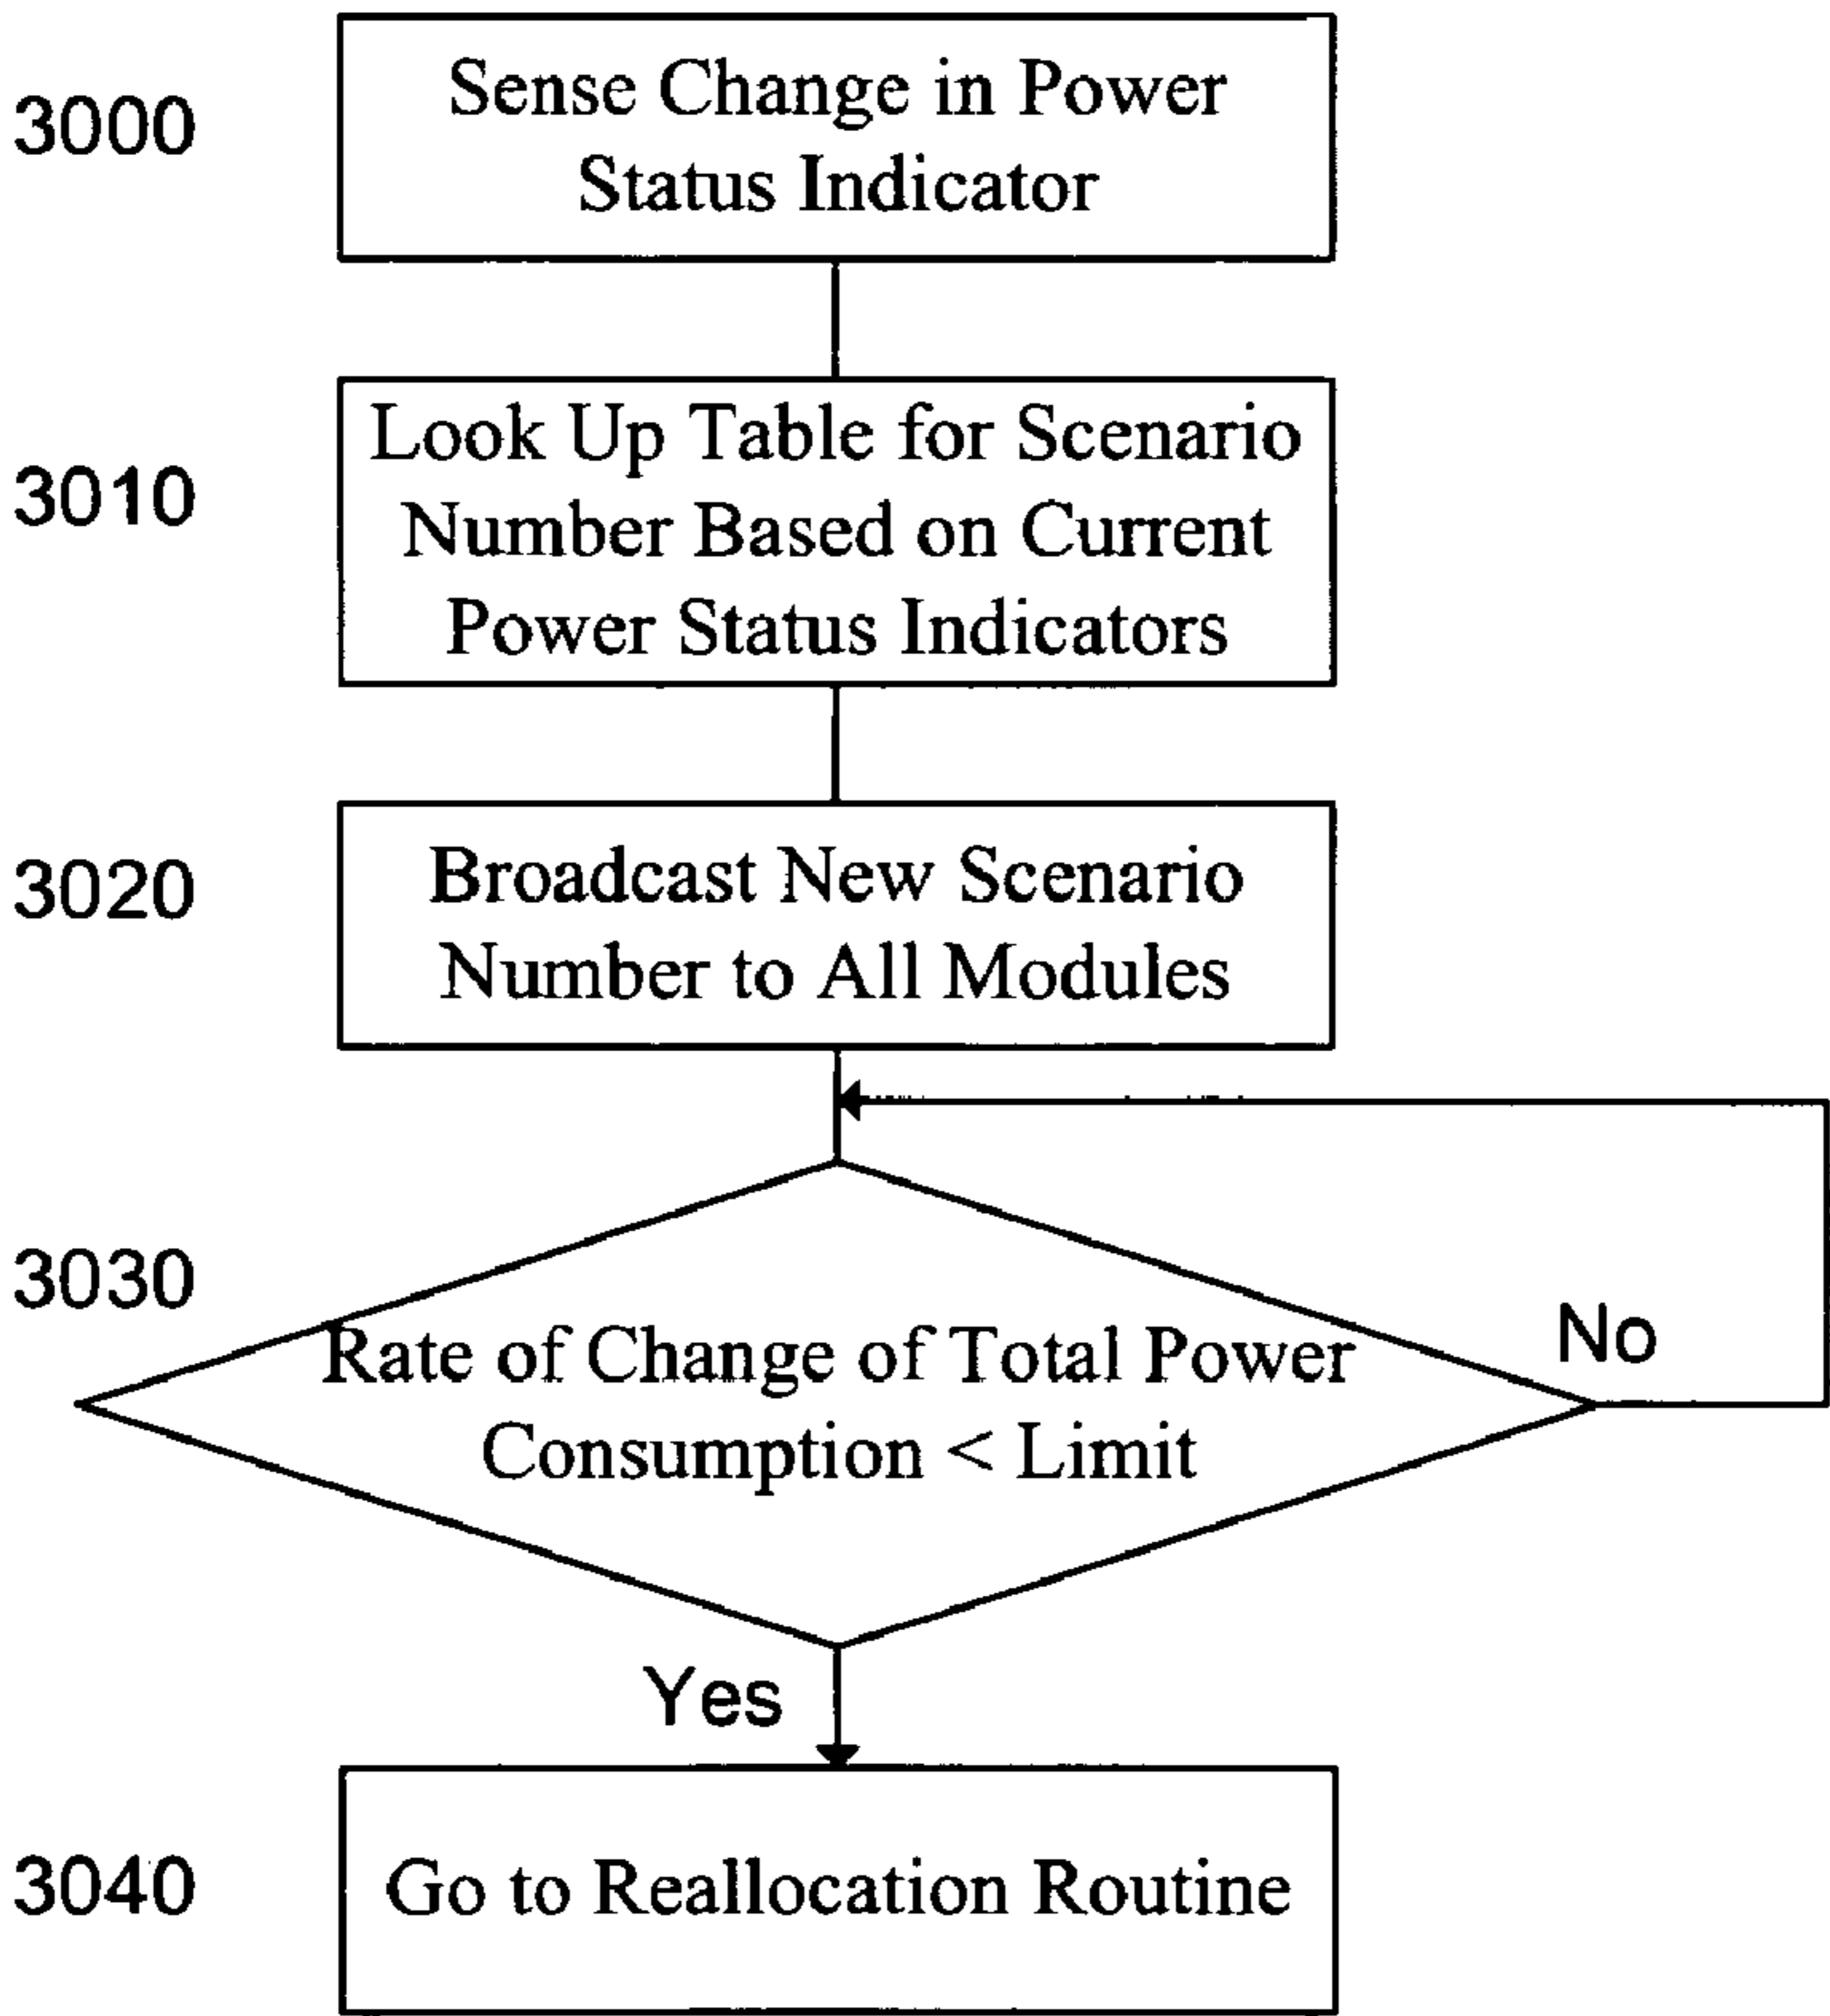 3000
Sense Change in Power
Status Indicator
3010
Look Up Table for Scenario
Number Based on Current
Power Status Indicators
3020
Broadcast New Scenario
Number to All Modules
3030
Rate of Change of Total Power
Consumption < Limit
No
Yes
3040
Go to Reallocation Routine